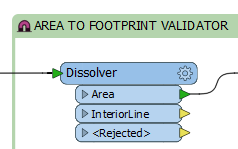 AREA TO FOOTPRINT VALIDATOR
Dissolver
Area
InteriorLine
<Rejected>